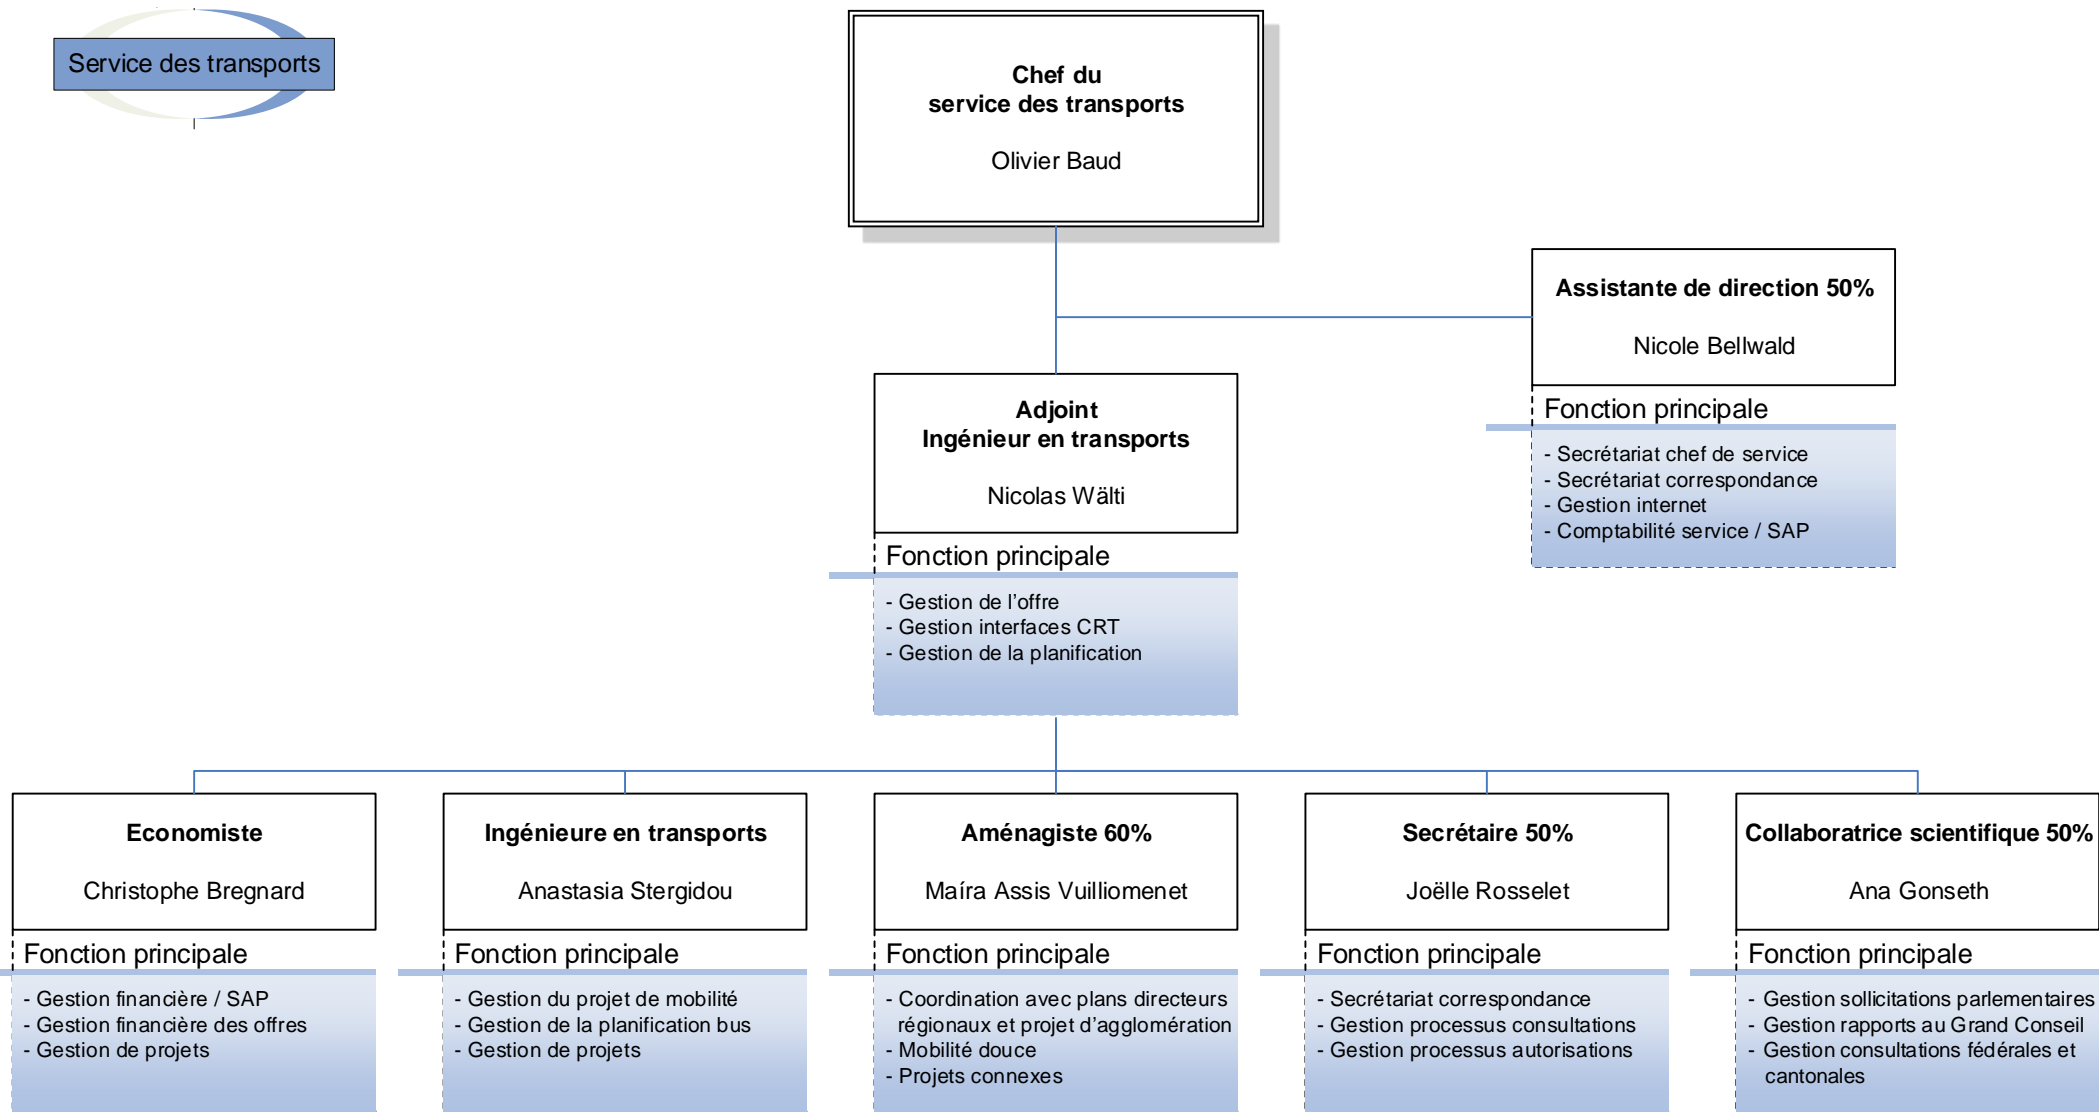 Service des transports
Chef du
service des transports
Olivier Baud
Assistante de direction 50%
Nicole Bellwald
Fonction principale
- Secrétariat chef de service
- Secrétariat correspondance
- Gestion internet
- Comptabilité service / SAP
Adjoint
Ingénieur en transports
Nicolas Wälti
Fonction principale
- Gestion de l’offre
- Gestion interfaces CRT
- Gestion de la planification
Economiste
Christophe Bregnard
Fonction principale
- Gestion financière / SAP
- Gestion financière des offres
- Gestion de projets
Ingénieure en transports
Anastasia Stergidou
Fonction principale
- Gestion du projet de mobilité
- Gestion de la planification bus
- Gestion de projets
Aménagiste 60%
Maíra Assis Vuilliomenet
Fonction principale
- Coordination avec plans directeurs
régionaux et projet d’agglomération
- Mobilité douce
- Projets connexes
Secrétaire 50%
Joëlle Rosselet
Fonction principale
- Secrétariat correspondance
- Gestion processus consultations
- Gestion processus autorisations
Collaboratrice scientifique 50%
Ana Gonseth
Fonction principale
- Gestion sollicitations parlementaires
- Gestion rapports au Grand Conseil
- Gestion consultations fédérales et
cantonales